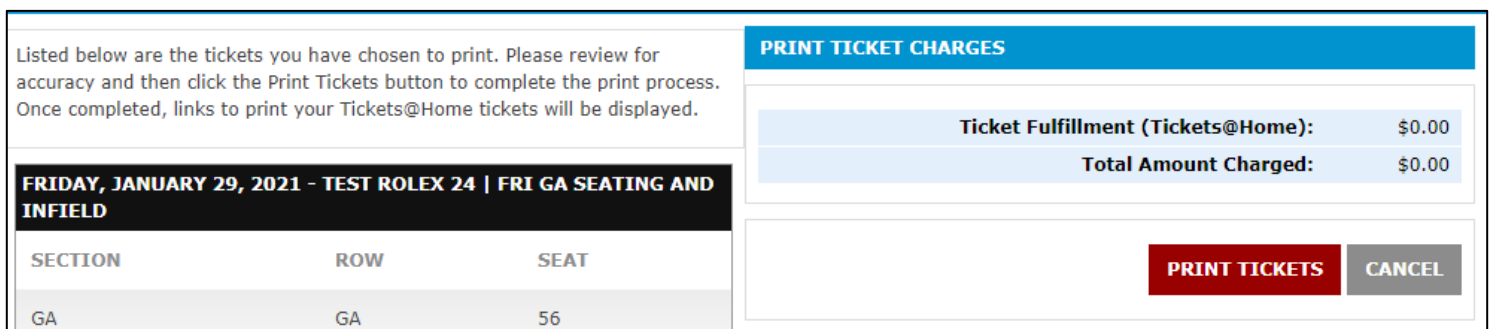 Listed below are the tickets you have chosen to print. Please review for
accuracy and then click the Print Tickets button to complete the print process.
Once completed, links to print your Tickets@Home tickets will be displayed.
FRIDAY, JANUARY 29, 2021 - TEST ROLEX 24 | FRI GA SEATING AND
INFIELD
SECTION ROW SEAT
GA GA 56
PRINT TICKET CHARGES
Ticket Fulfillment (Tickets@Home): $0.00
Total Amount Charged: $0.00
PRINT TICKETS CANCEL